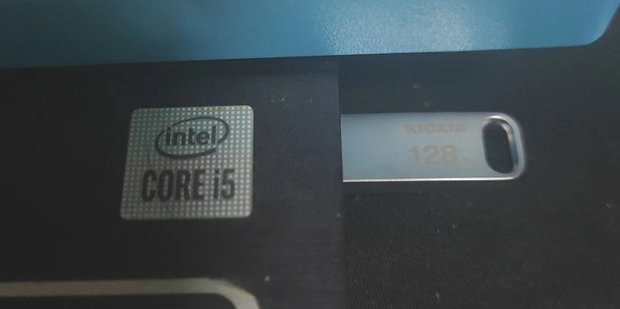 intel
CORE i5
KIOXIA
128